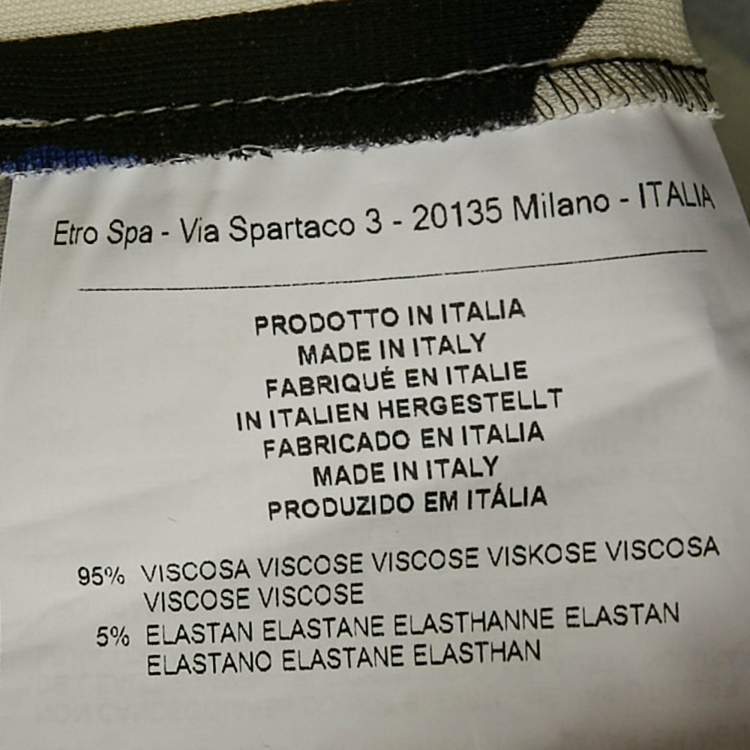 Etro Spa - Via Spartaco 3 - 20135 Milano - ITALIA
PRODOTTO IN ITALIA
MADE IN ITALY
FABRIQUÉ EN ITALIE
IN ITALIEN HERGESTELLT
FABRICADO EN ITALIA
MADE IN ITALY
PRODUZIDO EM ITÁLIA
95% VISCOSA VISCOSE VISCOSE VISKOSE VISCOSA
VISCOSE VISCOSE
5% ELASTAN ELASTANE ELASTHANNE ELASTAN
ELASTANO ELASTANE ELASTHAN